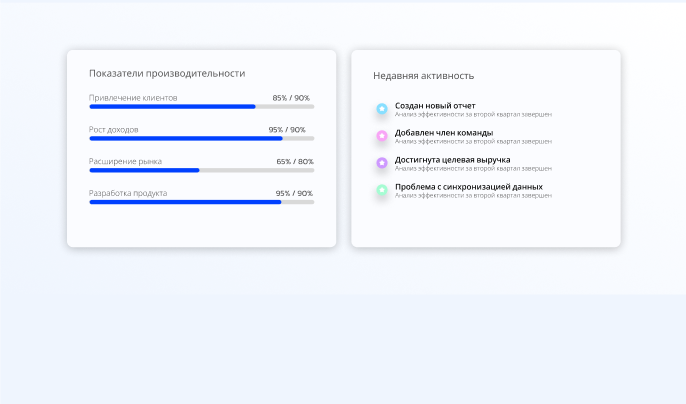 Показатели производительности
Привлечение клиентов 85% / 90%
Рост доходов 95% / 90%
Расширение рынка 65% / 80%
Разработка продукта 95% / 90%
Недавняя активность
Создан новый отчет
Анализ эффективности за второй квартал завершен
Добавлен член команды
Анализ эффективности за второй квартал завершен
Достигнута целевая выручка
Анализ эффективности за второй квартал завершен
Проблема с синхронизацией данных
Анализ эффективности за второй квартал завершен